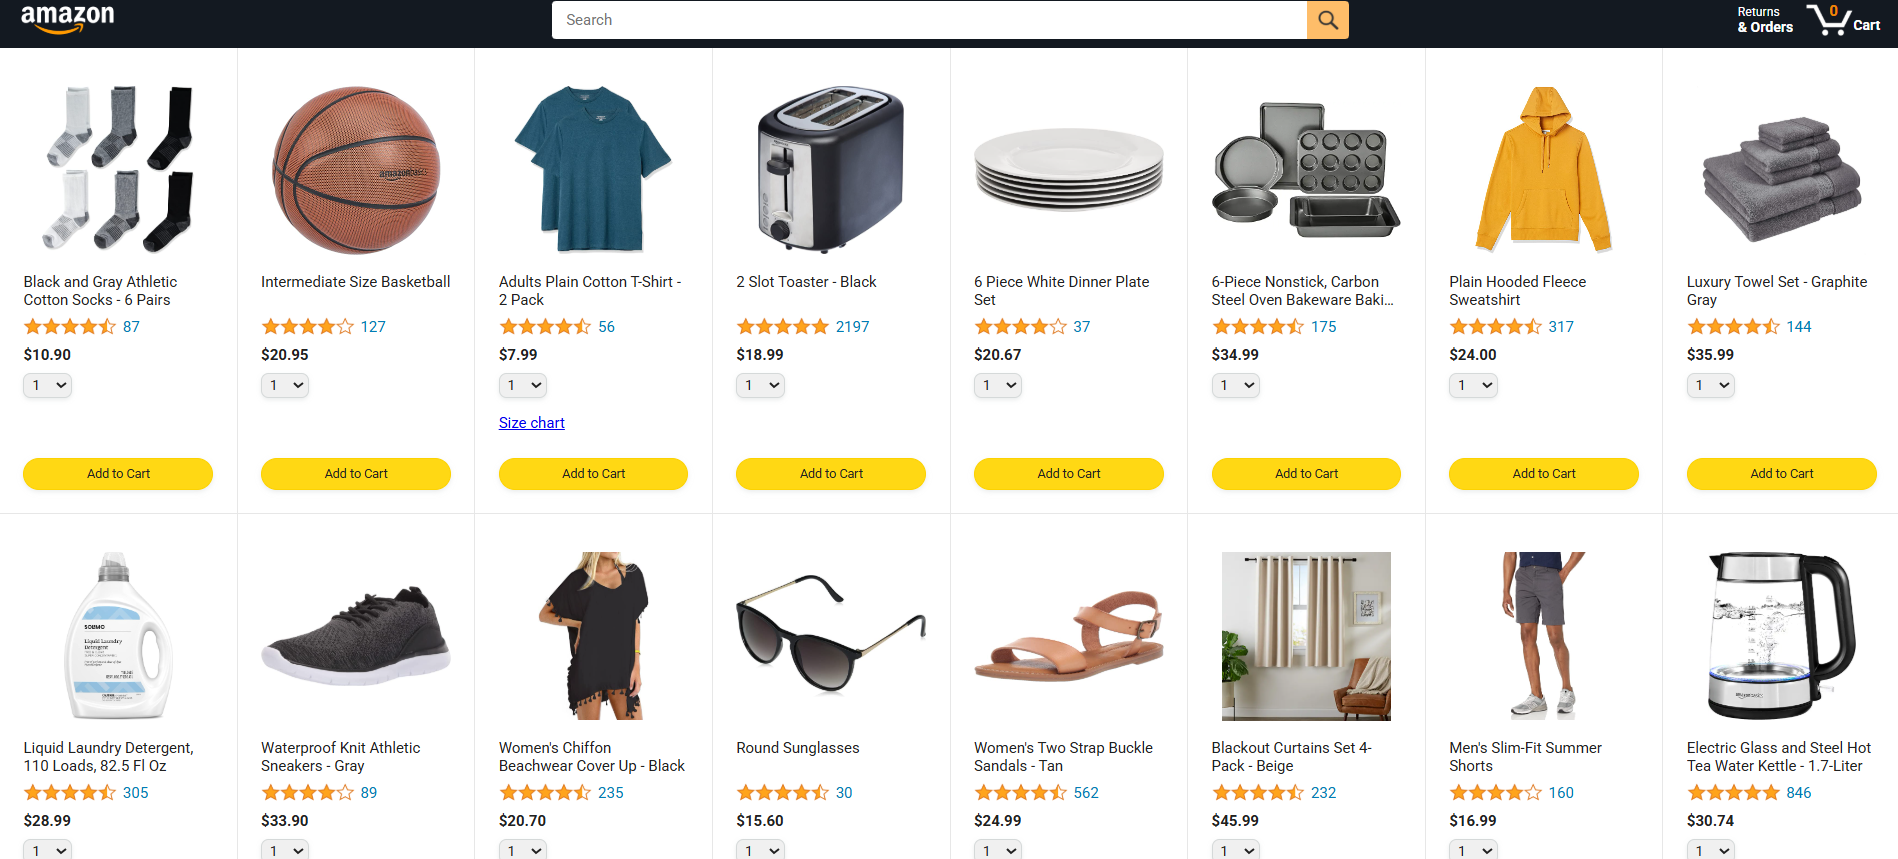 amazon
Search
Returns
& Orders
0
Cart
Black and Gray Athletic
Cotton Socks - 6 Pairs
87
$10.90
1
Add to Cart
amazonbasics
Intermediate Size Basketball
127
$20.95
1
Add to Cart
Adults Plain Cotton T-Shirt -
2 Pack
56
$7.99
1
Size chart
Add to Cart
2 Slot Toaster - Black
2197
$18.99
1
Add to Cart
6 Piece White Dinner Plate
Set
37
$20.67
1
Add to Cart
6-Piece Nonstick, Carbon
Steel Oven Bakeware Baki...
175
$34.99
1
Add to Cart
Plain Hooded Fleece
Sweatshirt
317
$24.00
1
Add to Cart
Luxury Towel Set - Graphite
Gray
144
$35.99
1
Add to Cart
SOLIMO
Liquid Laundry
Detergent
Liquid Laundry Detergent,
110 Loads, 82.5 Fl Oz
305
$28.99
1
Waterproof Knit Athletic
Sneakers - Gray
89
$33.90
1
Women's Chiffon
Beachwear Cover Up - Black
235
$20.70
1
Round Sunglasses
30
$15.60
1
Women's Two Strap Buckle
Sandals - Tan
562
$24.99
1
Blackout Curtains Set 4-
Pack - Beige
232
$45.99
1
Men's Slim-Fit Summer
Shorts
160
$16.99
1
Electric Glass and Steel Hot
Tea Water Kettle - 1.7-Liter
846
$30.74
1